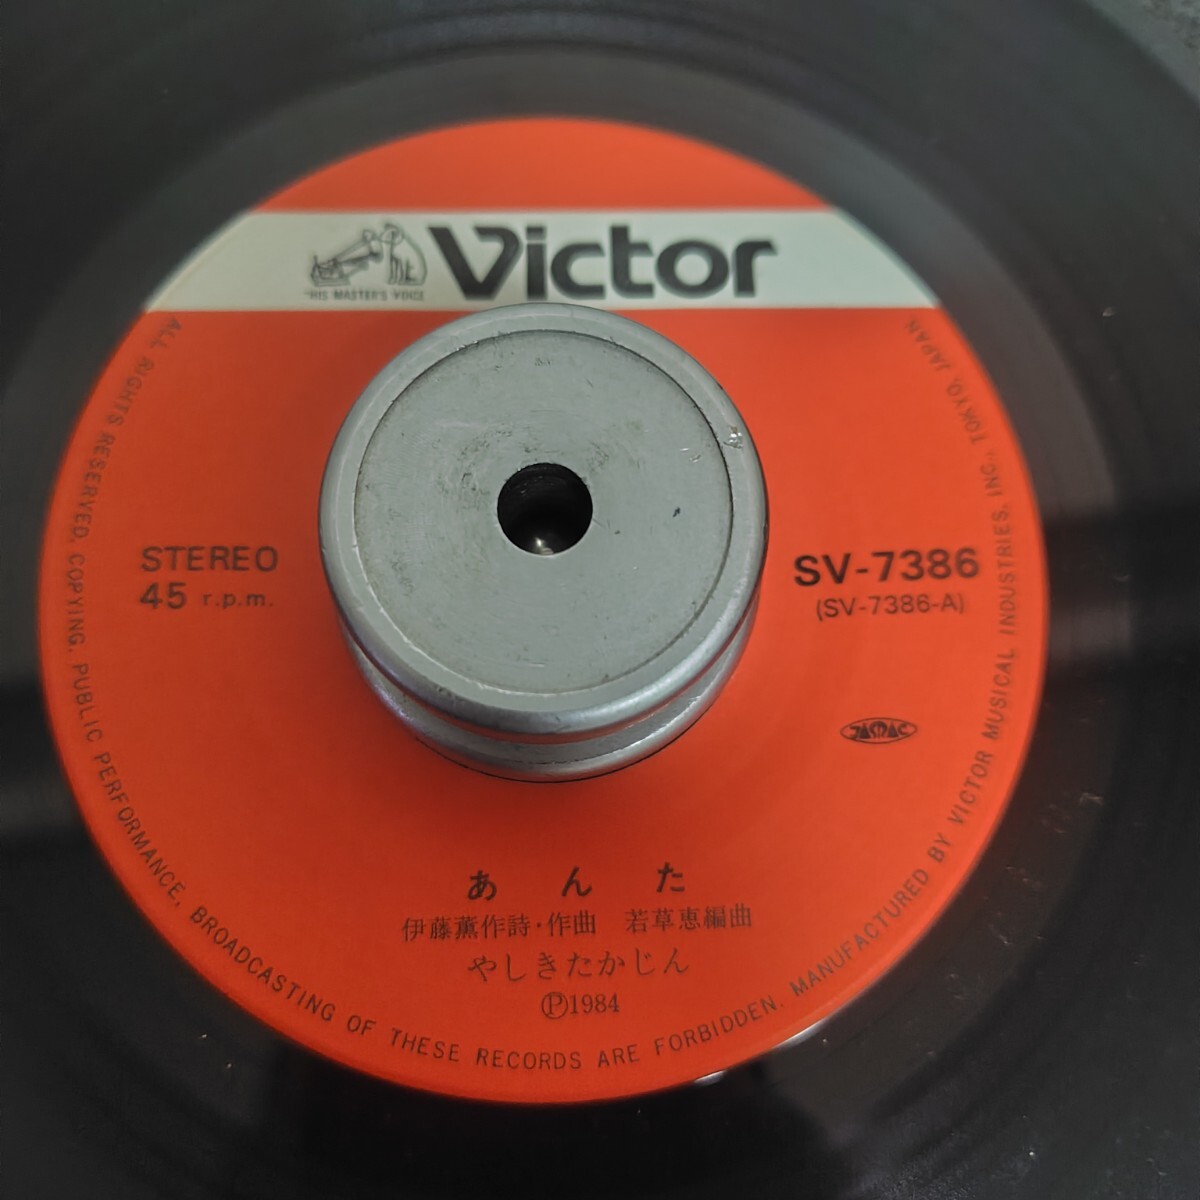 "HIS MASTER'S VOICE"
Victor
STEREO
45 r.p.m.
SV-7386
(SV-7386-A)
JASRAC
あんた
伊藤薫作詩・作曲 若草恵編曲
やしきたかじん
Ⓟ1984
ALL RIGHTS RESERVED. COPYING, PUBLIC PERFORMANCE, BROADCASTING OF THESE RECORDS ARE FORBIDDEN. MANUFACTURED BY VICTOR MUSICAL INDUSTRIES, INC., TOKYO, JAPAN